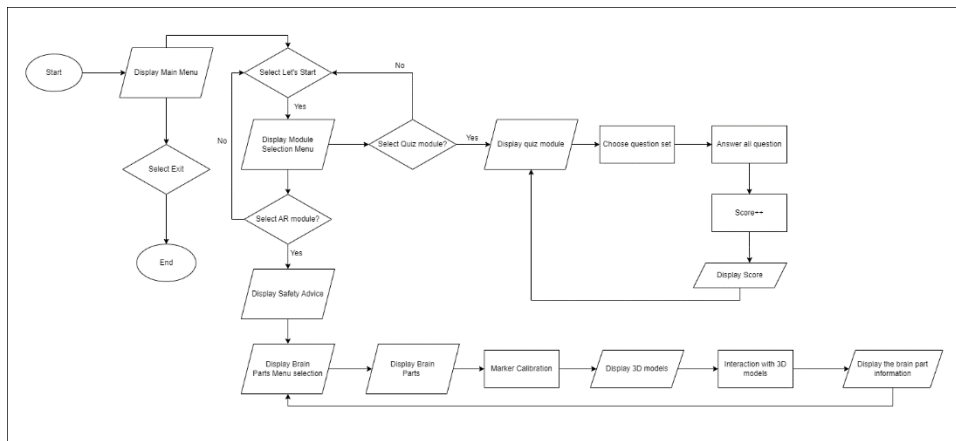 Start
Display Main Menu
Select Let's Start
No
Yes
No
Display Module
Selection Menu
Select Quiz module?
Yes
Display quiz module
Choose question set
Answer all question
Select Exit
Select AR module?
Score++
Yes
End
Display Safety Advice
Display Score
Display Brain
Parts Menu selection
Display Brain
Parts
Marker Calibration
Display 3D models
Interaction with 3D
models
Display the brain part
information